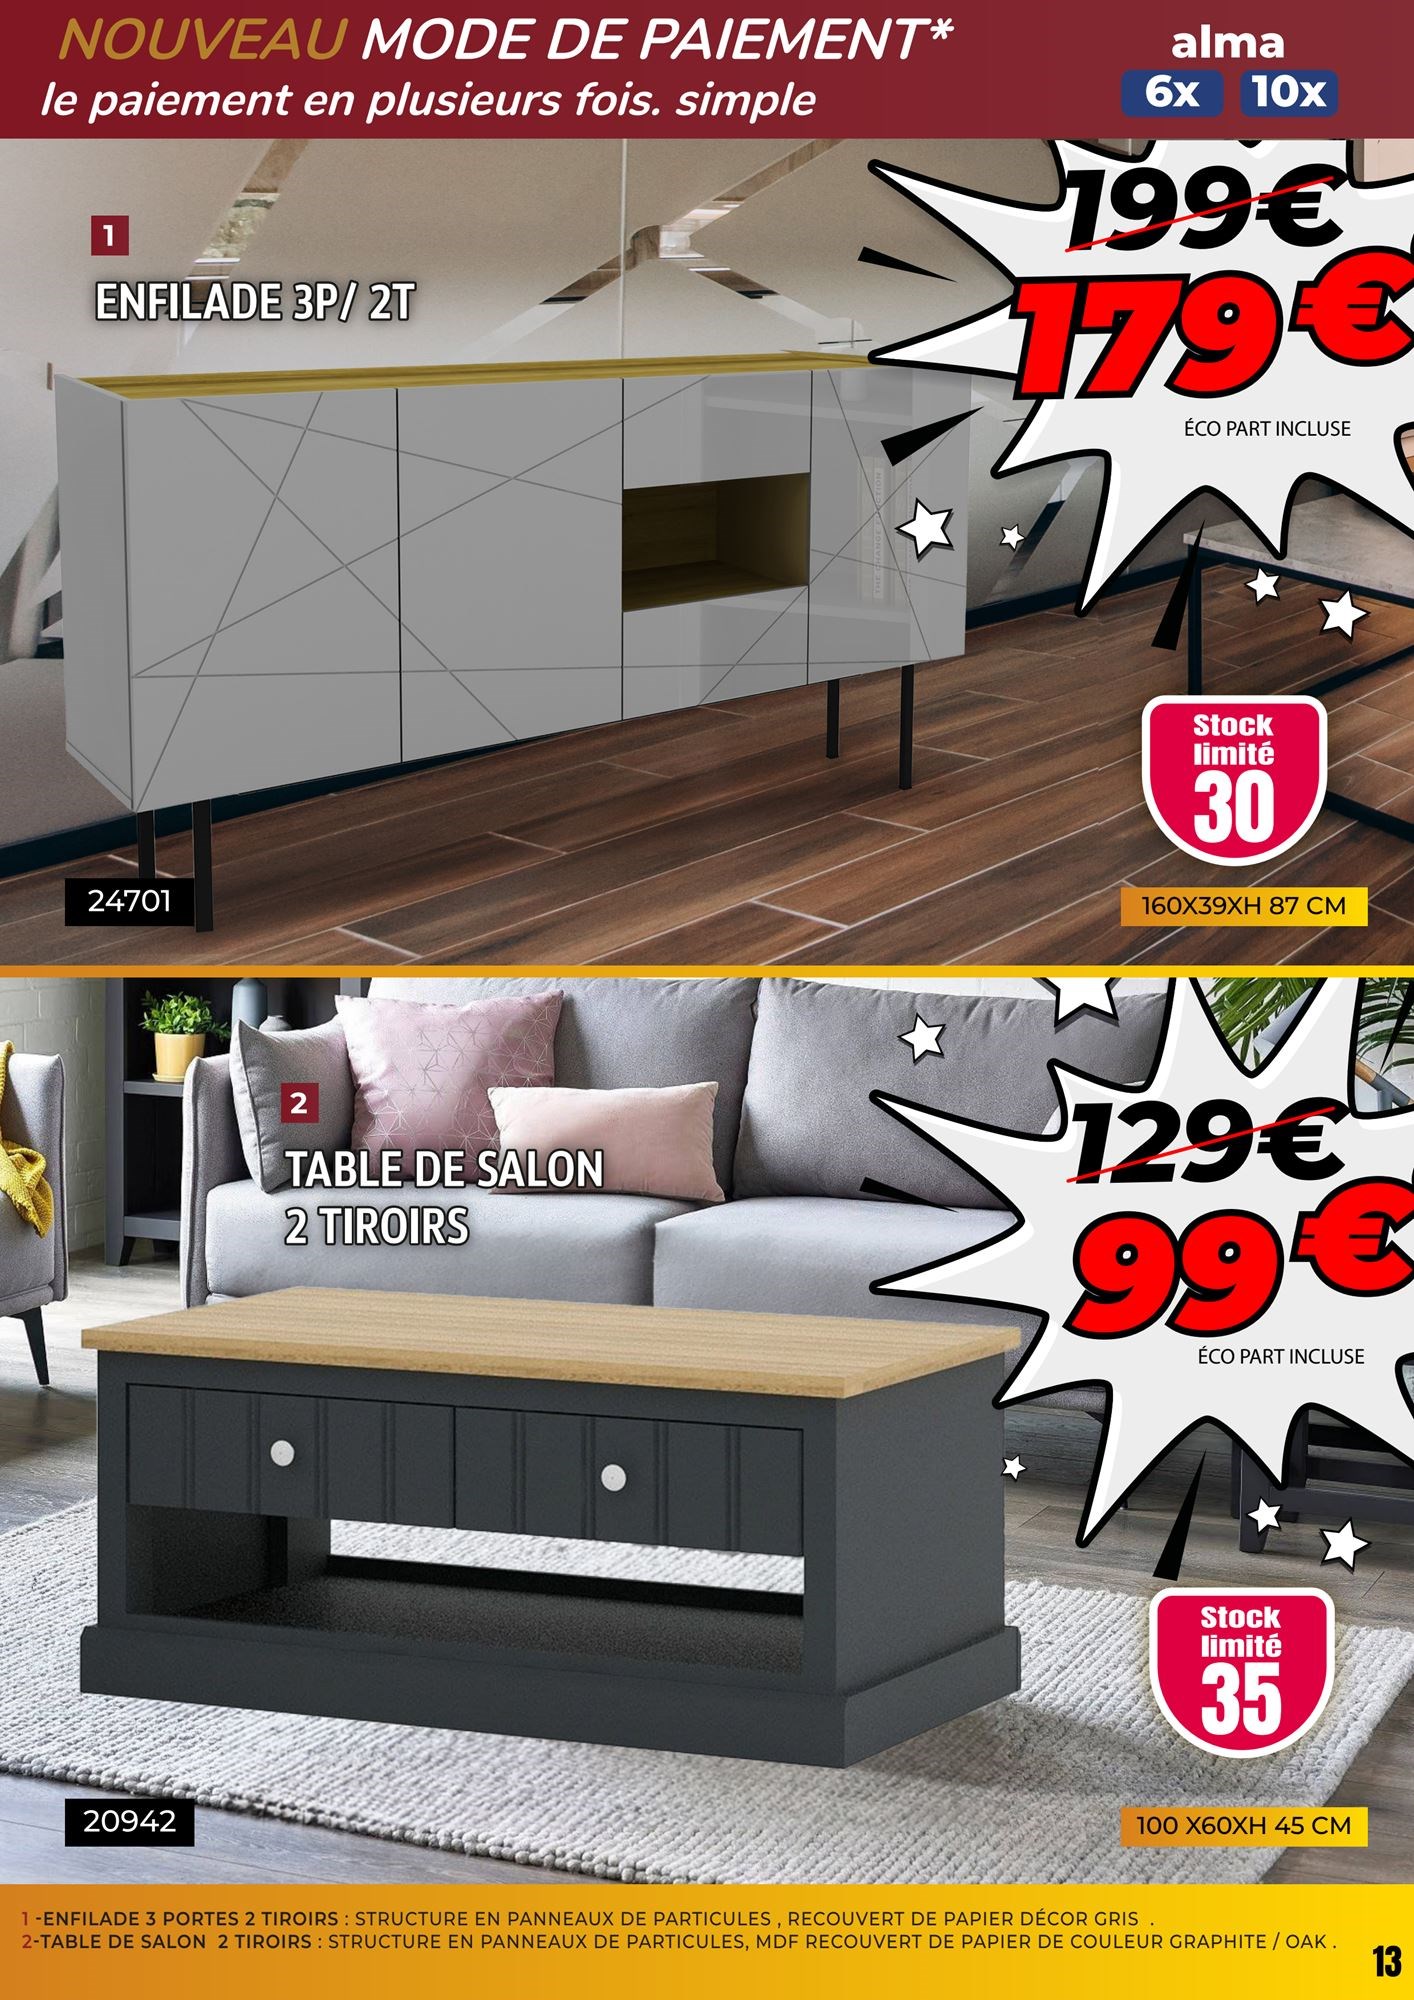 NOUVEAU MODE DE PAIEMENT*
le paiement en plusieurs fois. simple
alma
6x 10x
1
ENFILADE 3P/ 2T
199€
179€
ÉCO PART INCLUSE
THE CHANGE FUNCTION
Stock
limité
30
24701
160X39XH 87 CM
2
TABLE DE SALON
2 TIROIRS
129€
99€
ÉCO PART INCLUSE
Stock
limité
35
20942
100 X60XH 45 CM
1 -ENFILADE 3 PORTES 2 TIROIRS : STRUCTURE EN PANNEAUX DE PARTICULES , RECOUVERT DE PAPIER DÉCOR GRIS .
2-TABLE DE SALON 2 TIROIRS : STRUCTURE EN PANNEAUX DE PARTICULES, MDF RECOUVERT DE PAPIER DE COULEUR GRAPHITE / OAK .
13